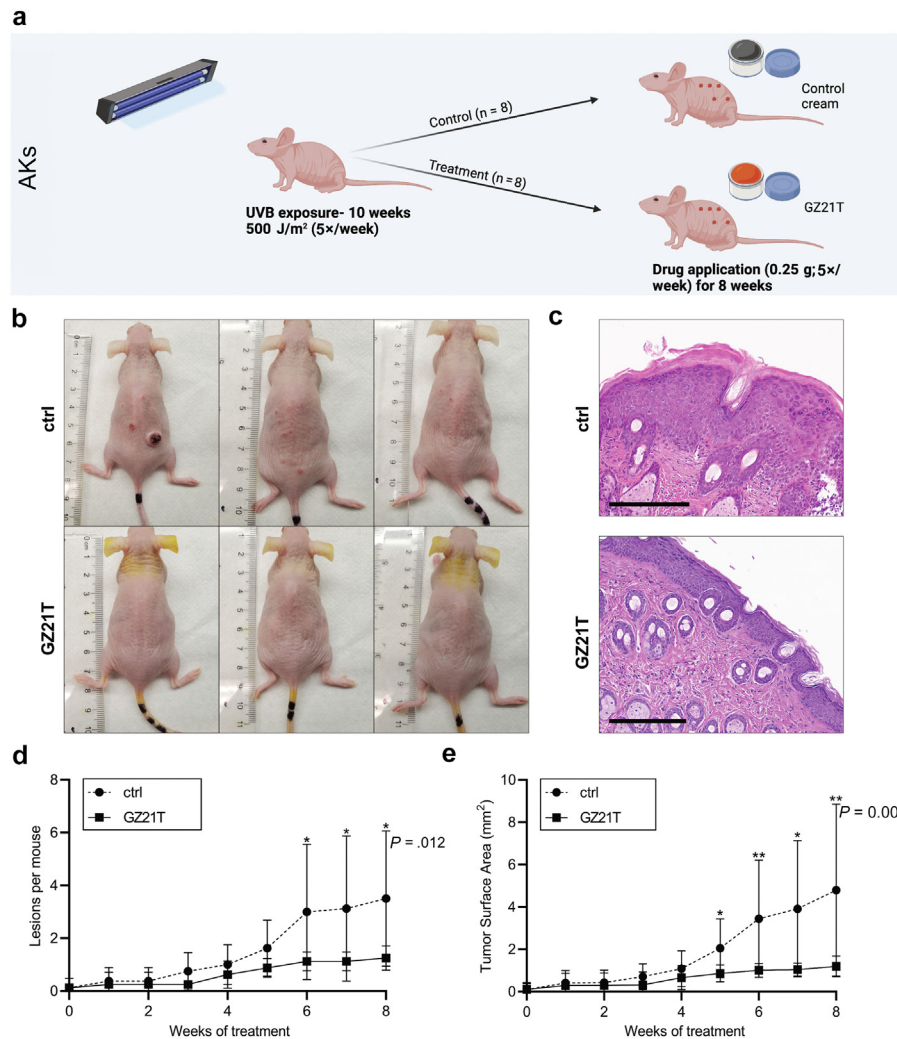 a
AKs
Control (n = 8)
Treatment (n = 8)
Control
cream
GZ21T
UVB exposure- 10 weeks
500 J/m² (5×/week)
Drug application (0.25 g;5×/
week) for 8 weeks
b
ctrl
GZ21T
c
ctrl
GZ21T
d
Lesions per mouse
8
6
4
2
0
ctrl
GZ21T
*
*
*
P = .012
0 2 4 6 8
Weeks of treatment
e
Tumor Surface Area (mm²)
10
8
6
4
2
0
ctrl
GZ21T
*
**
*
**
P = 0.00
0 2 4 6 8
Weeks of treatment